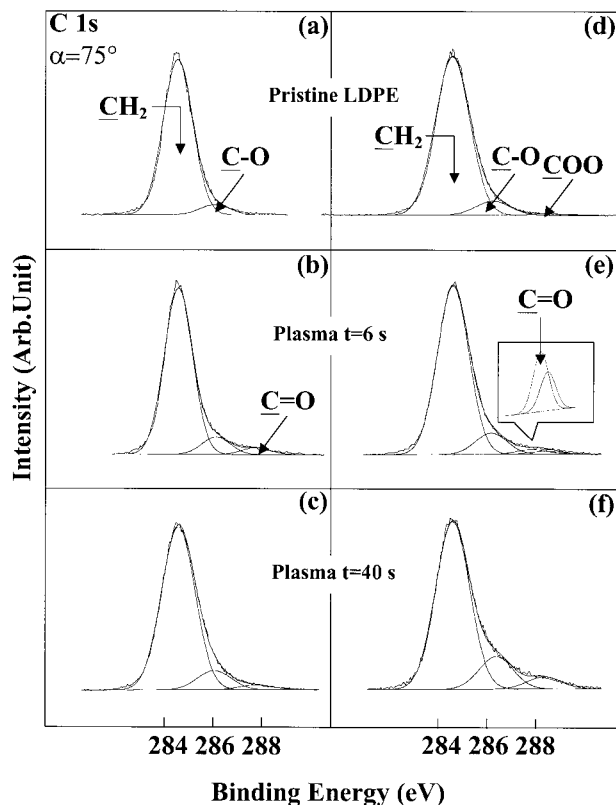 C 1s
(a)
(d)
α=75°
Pristine LDPE
CH₂
C-O
CH₂
C-O
COO
(b)
(e)
C=O
Plasma t=6 s
C=O
(c)
(f)
Plasma t=40 s
Intensity (Arb.Unit)
284 286 288
284 286 288
Binding Energy (eV)